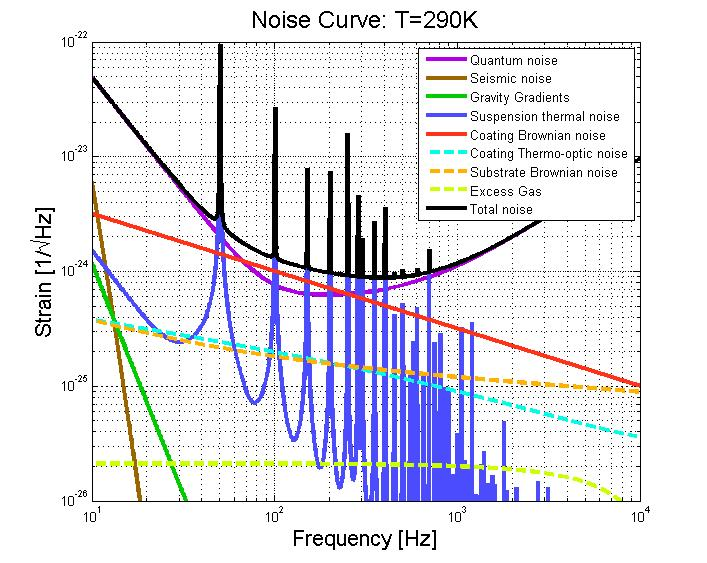 Noise Curve: T=290K
10^-22
10^-23
10^-24
10^-25
10^-26
Strain [1/√Hz]
Quantum noise
Seismic noise
Gravity Gradients
Suspension thermal noise
Coating Brownian noise
Coating Thermo-optic noise
Substrate Brownian noise
Excess Gas
Total noise
10^1
10^2
10^3
10^4
Frequency [Hz]